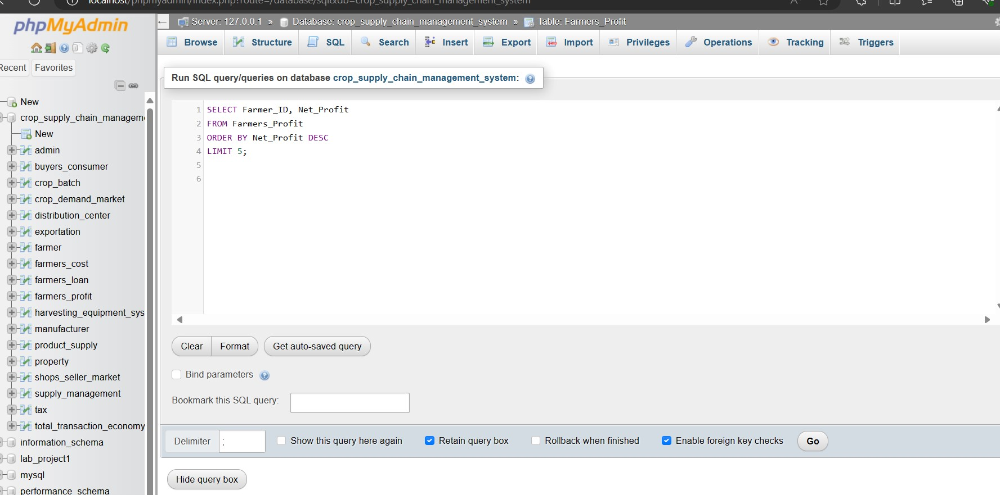 localhost/phpmyadmin/index.php?route=/database/sql&db=crop_supply_chain_management_system
phpMyAdmin
Recent
Favorites
New
crop_supply_chain_managem
New
admin
buyers_consumer
crop_batch
crop_demand_market
distribution_center
exportation
farmer
farmers_cost
farmers_loan
farmers_profit
harvesting_equipment_sys
manufacturer
product_supply
property
shops_seller_market
supply_management
tax
total_transaction_economy
information_schema
lab_project1
mysql
performance_schema
Server: 127.0.0.1 » Database: crop_supply_chain_management_system » Table: Farmers_Profit
Browse Structure SQL Search Insert Export Import Privileges Operations Tracking Triggers
Run SQL query/queries on database crop_supply_chain_management_system:
1 SELECT Farmer_ID, Net_Profit
2 FROM Farmers_Profit
3 ORDER BY Net_Profit DESC
4 LIMIT 5;
5
6
Clear Format Get auto-saved query
Bind parameters
Bookmark this SQL query:
Delimiter ; Show this query here again Retain query box Rollback when finished Enable foreign key checks Go
Hide query box